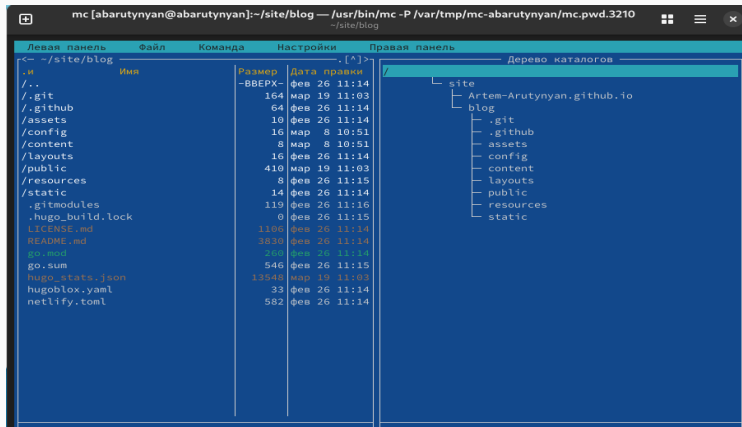 mc [abarutynyan@abarutynyan]:~/site/blog — /usr/bin/mc -P /var/tmp/mc-abarutynyan/mc.pwd.3210
~/site/blog
Левая панель Файл Команда Настройки Правая панель
<— ~/site/blog .[^]>
.и Имя Размер Дата правки
/.. -ВВЕРХ- фев 26 11:14
/.git 164 мар 19 11:03
/.github 64 фев 26 11:14
/assets 10 фев 26 11:14
/config 16 мар 8 10:51
/content 8 мар 8 10:51
/layouts 16 фев 26 11:14
/public 410 мар 19 11:03
/resources 8 фев 26 11:15
/static 14 фев 26 11:14
.gitmodules 119 фев 26 11:16
.hugo_build.lock 0 фев 26 11:15
LICENSE.md 1106 фев 26 11:14
README.md 3830 фев 26 11:14
go.mod 260 фев 26 11:14
go.sum 546 фев 26 11:15
hugo_stats.json 13548 мар 19 11:03
hugoblox.yaml 33 фев 26 11:14
netlify.toml 582 фев 26 11:14
Дерево каталогов
/
site
Artem-Arutynyan.github.io
blog
.git
.github
assets
config
content
layouts
public
resources
static